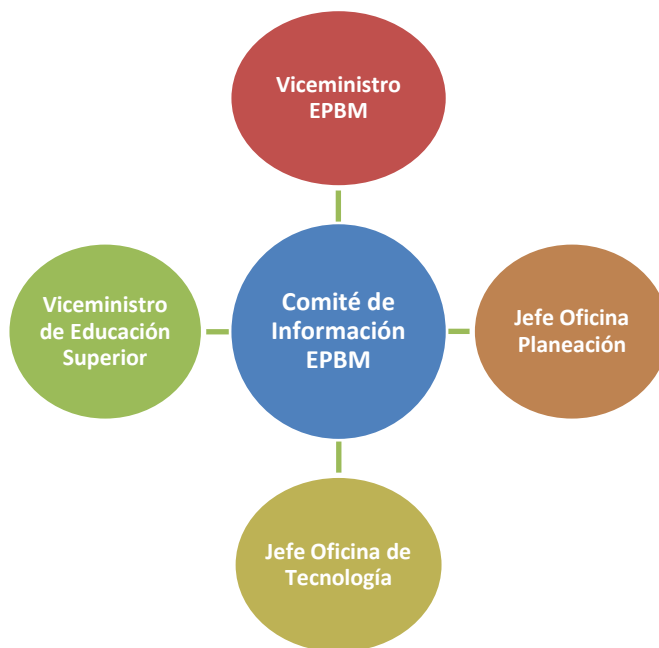 Viceministro
EPBM
Viceministro
de Educación
Superior
Comité de
Información
EPBM
Jefe Oficina
Planeación
Jefe Oficina de
Tecnología